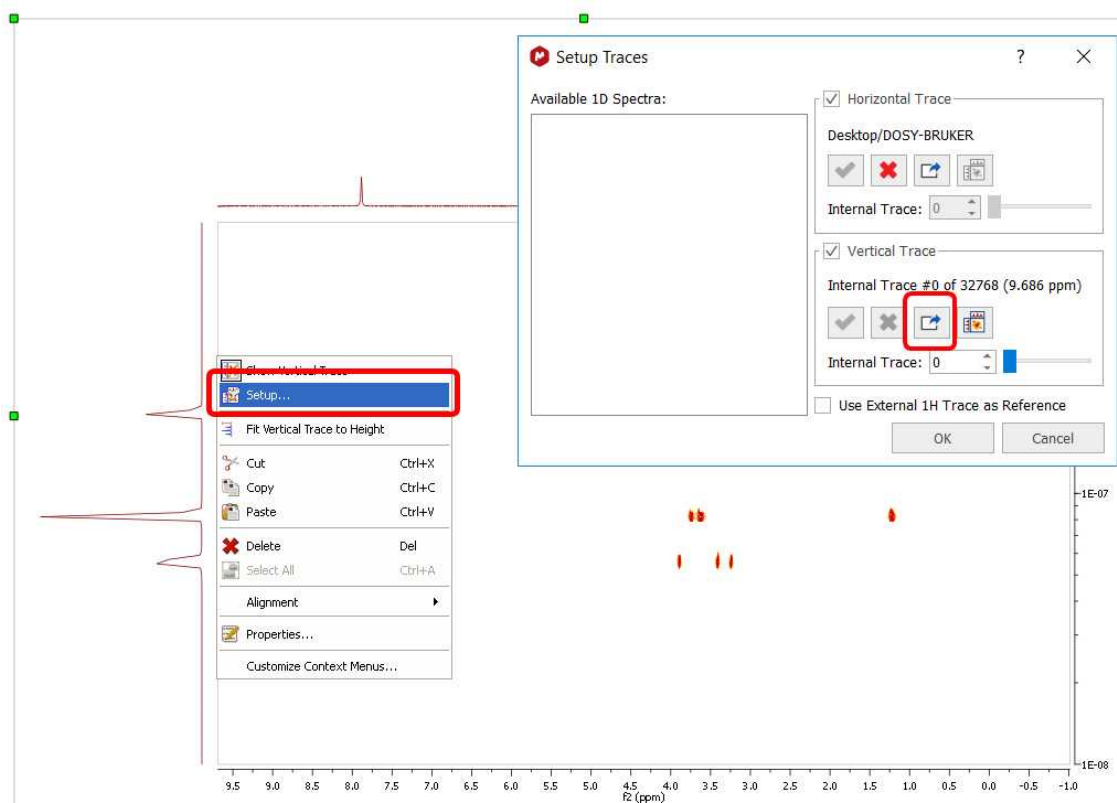 Setup Traces
?
Available 1D Spectra:
Horizontal Trace
Desktop/DOSY-BRUKER
Internal Trace: 0
Vertical Trace
Internal Trace #0 of 32768 (9.686 ppm)
Internal Trace: 0
Use External 1H Trace as Reference
OK Cancel
Show Vertical Trace
Setup...
Fit Vertical Trace to Height
Cut Ctrl+X
Copy Ctrl+C
Paste Ctrl+V
Delete Del
Select All Ctrl+A
Alignment
Properties...
Customize Context Menus...
1E-07
1E-08
9.5 9.0 8.5 8.0 7.5 7.0 6.5 6.0 5.5 5.0 4.5 4.0 3.5 3.0 2.5 2.0 1.5 1.0 0.5 0.0 -0.5 -1.0
f2 (ppm)